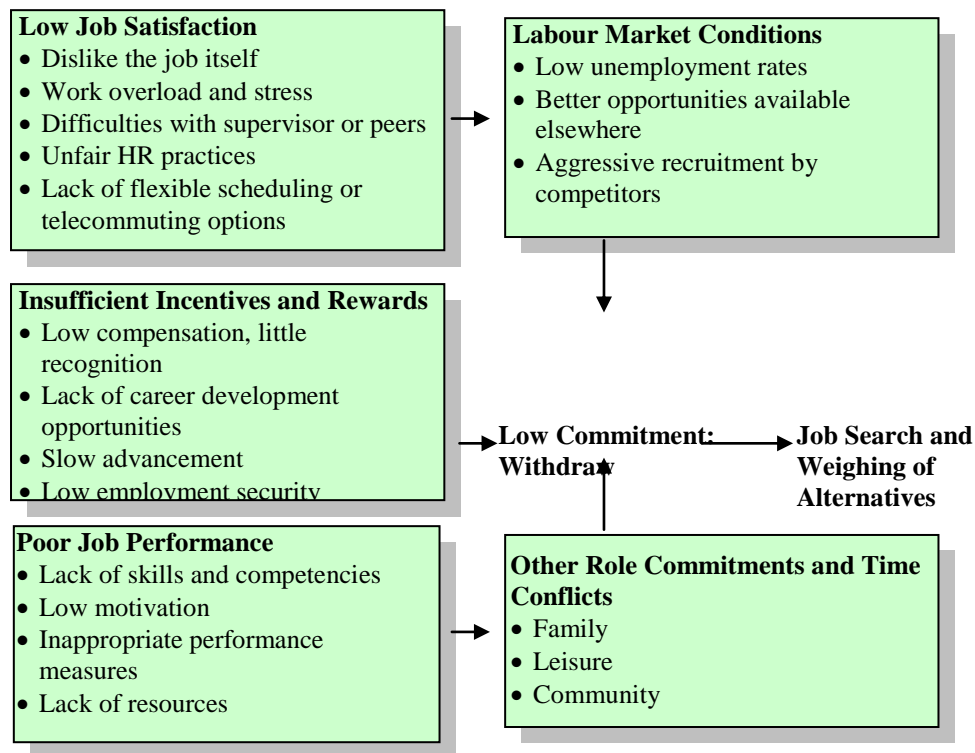 Low Job Satisfaction
• Dislike the job itself
• Work overload and stress
• Difficulties with supervisor or peers
• Unfair HR practices
• Lack of flexible scheduling or
telecommuting options
Labour Market Conditions
• Low unemployment rates
• Better opportunities available
elsewhere
• Aggressive recruitment by
competitors
Insufficient Incentives and Rewards
• Low compensation, little
recognition
• Lack of career development
opportunities
• Slow advancement
• Low employment security
Low Commitment:
Withdraw
Job Search and
Weighing of
Alternatives
Poor Job Performance
• Lack of skills and competencies
• Low motivation
• Inappropriate performance
measures
• Lack of resources
Other Role Commitments and Time
Conflicts
• Family
• Leisure
• Community